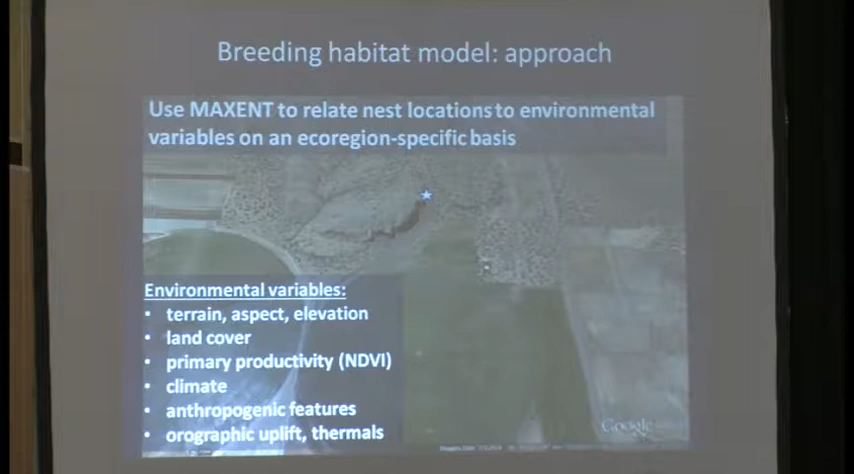 Breeding habitat model: approach
Use MAXENT to relate nest locations to environmental
variables on an ecoregion-specific basis
Environmental variables:
• terrain, aspect, elevation
• land cover
• primary productivity (NDVI)
• climate
• anthropogenic features
• orographic uplift, thermals
Google